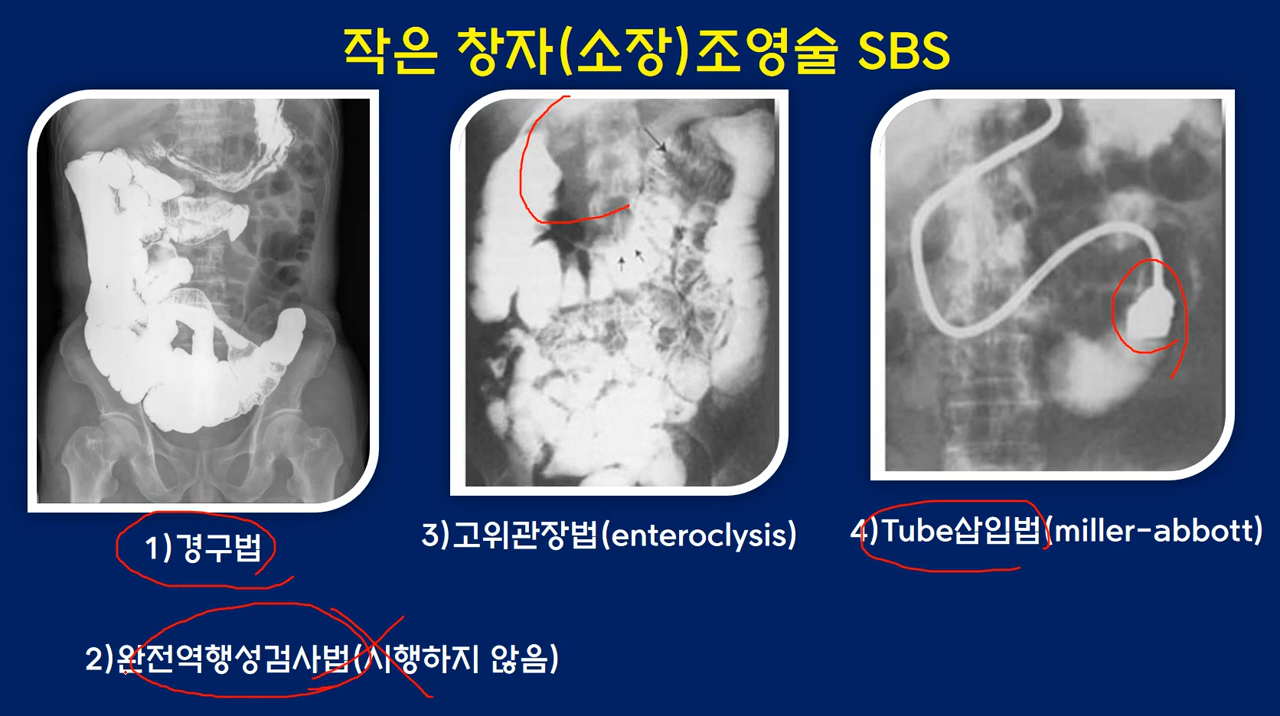 작은 창자(소장)조영술 SBS
1)경구법
3)고위관장법(enteroclysis)
4)Tube삽입법(miller-abbott)
2)완전역행성검사법(시행하지 않음)